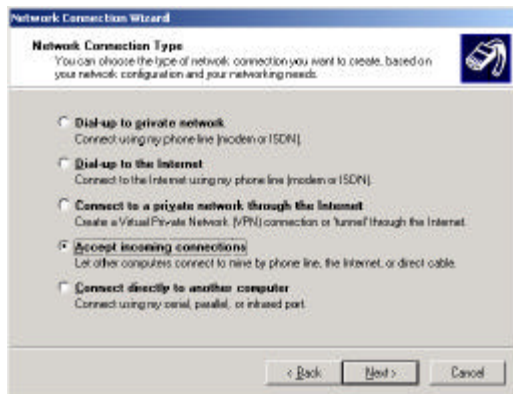 Network Connection Wizard
Network Connection Type
You can choose the type of network connection you want to create, based on
your network configuration and your networking needs.
Dial-up to private network
Connect using my phone line (modem or ISDN).
Dial-up to the Internet
Connect to the Internet using my phone line (modem or ISDN).
Connect to a private network through the Internet
Create a Virtual Private Network (VPN) connection or 'tunnel' through the Internet.
Accept incoming connections
Let other computers connect to mine by phone line, the Internet, or direct cable.
Connect directly to another computer
Connect using my serial, parallel, or infrared port.
< Back Next > Cancel